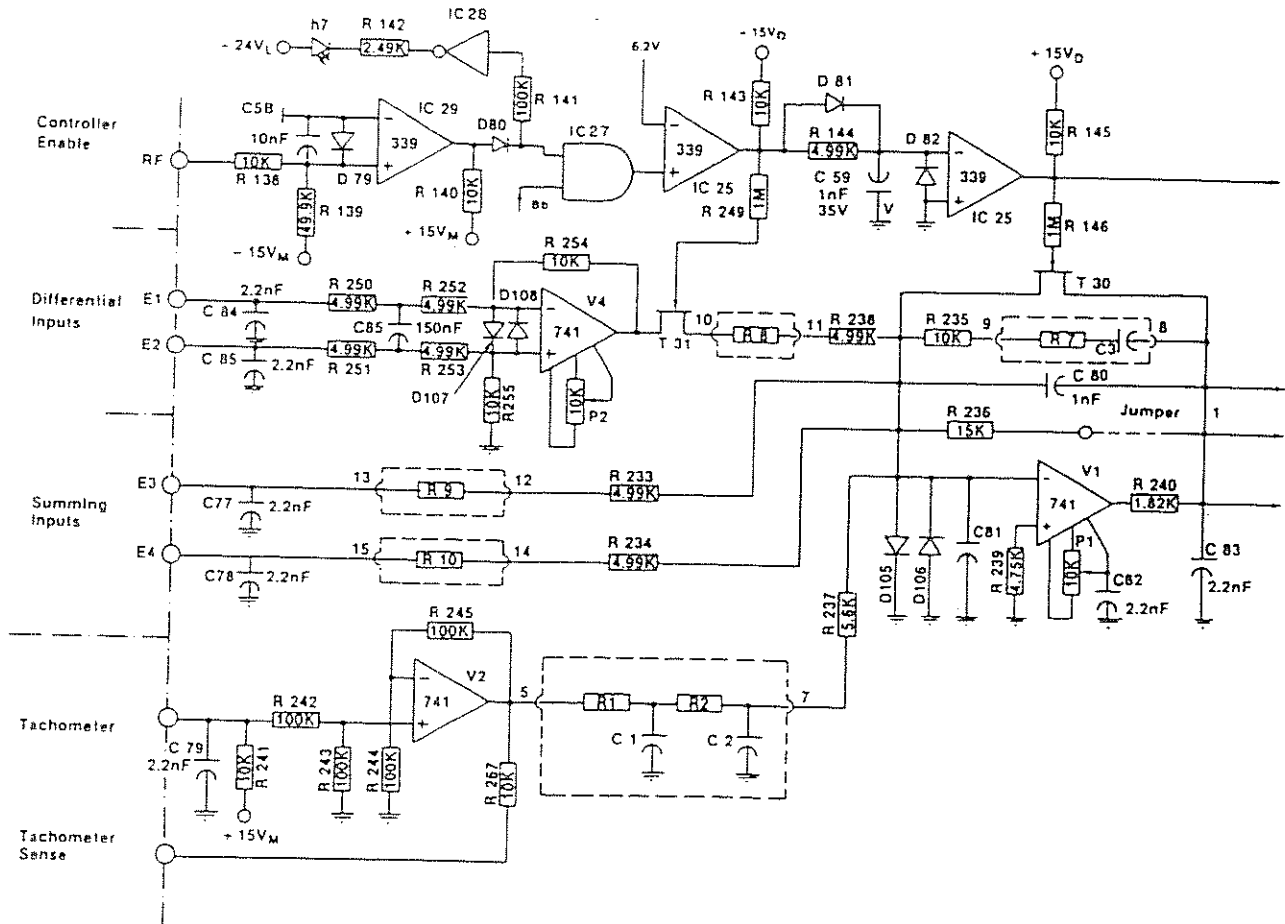 Controller
Enable
RF
- 24V_L
h7
R 142
2.49K
IC 28
100K
R 141
C5B
10nF
D 79
10K
R 138
49.9K
R 139
- 15V_M
IC 29
-
339
+
D80
R 140
10K
+ 15V_M
IC27
8b
6.2V
-
339
+
IC 25
- 15V_D
R 143
10K
R 249
1M
D 81
R 144
4.99K
C 59
1nF
35V
V
D 82
-
339
+
IC 25
+ 15V_D
10K
R 145
1M
R 146
T 30
Differential
Inputs
E1
E2
2.2nF
C 84
C 85
2.2nF
R 250
4.99K
4.99K
R 251
C85
150nF
R 252
4.99K
4.99K
R 253
R 254
10K
D108
D107
10K
R255
V4
-
741
+
10K
P2
T 31
10
R 8
11
R 238
4.99K
R 235
10K
9
R 7
C3
8
C 80
1nF
R 236
15K
Jumper
1
Summing
Inputs
E3
E4
C77
2.2nF
C78
2.2nF
13
R 9
12
R 233
4.99K
15
R 10
14
R 234
4.99K
R 237
5.6K
D105
D106
C81
R 239
4.75K
V1
-
741
+
P1
10K
C82
2.2nF
R 240
1.82K
C 83
2.2nF
Tachometer
C 79
2.2nF
10K
R 241
+ 15V_M
R 242
100K
R 243
100K
R 244
100K
R 245
100K
V2
-
741
+
R 267
10K
5
R1
C 1
R2
C 2
7
Tachometer
Sense